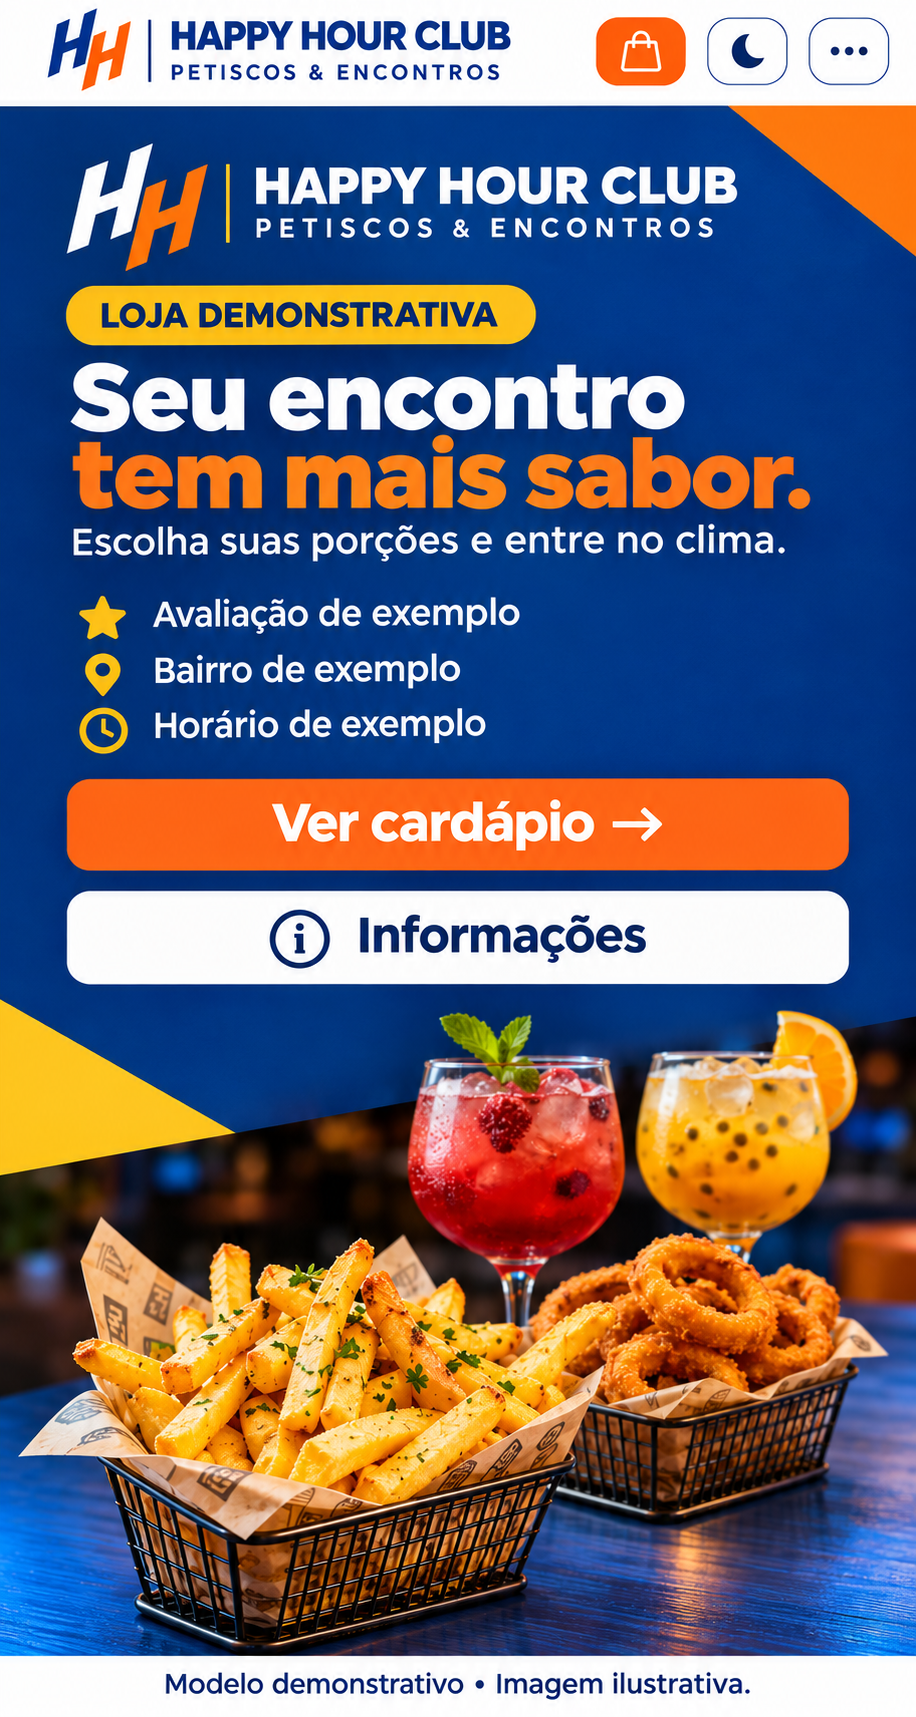 HH HAPPY HOUR CLUB
PETISCOS & ENCONTROS
HH HAPPY HOUR CLUB
PETISCOS & ENCONTROS
LOJA DEMONSTRATIVA
Seu encontro
tem mais sabor.
Escolha suas porções e entre no clima.
Avaliação de exemplo
Bairro de exemplo
Horário de exemplo
Ver cardápio →
Informações
Modelo demonstrativo • Imagem ilustrativa.